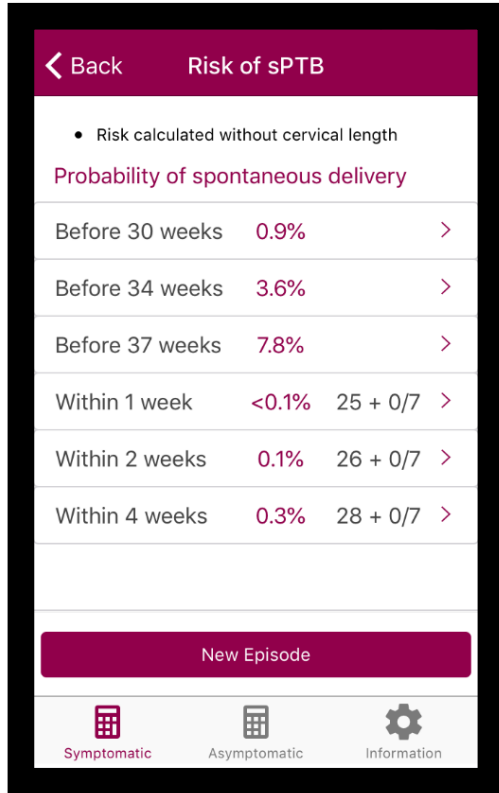 Back Risk of sPTB
• Risk calculated without cervical length
Probability of spontaneous delivery
Before 30 weeks 0.9%
Before 34 weeks 3.6%
Before 37 weeks 7.8%
Within 1 week <0.1% 25 + 0/7
Within 2 weeks 0.1% 26 + 0/7
Within 4 weeks 0.3% 28 + 0/7
New Episode
Symptomatic Asymptomatic Information